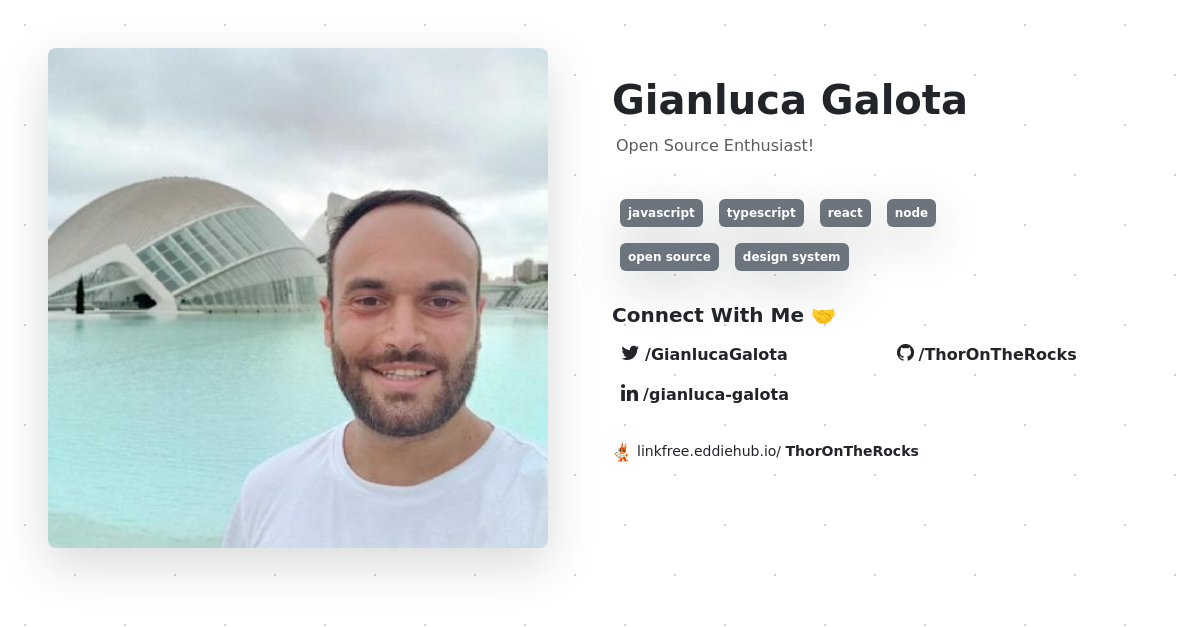 Gianluca Galota
Open Source Enthusiast!
javascript typescript react node
open source design system
Connect With Me 🤝
/GianlucaGalota /ThorOnTheRocks
/gianluca-galota
linkfree.eddiehub.io/ ThorOnTheRocks